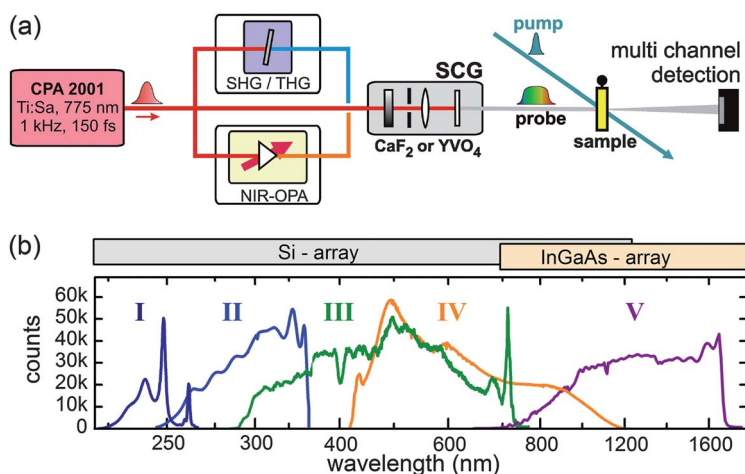 (a)
CPA 2001
Ti:Sa, 775 nm
1 kHz, 150 fs
SHG / THG
NIR-OPA
SCG
CaF₂ or YVO₄
pump
probe
sample
multi channel
detection
(b)
Si - array
InGaAs - array
I
II
III
IV
V
counts
60k
50k
40k
30k
20k
10k
0
250
300
400
600
800
1200
1600
wavelength (nm)